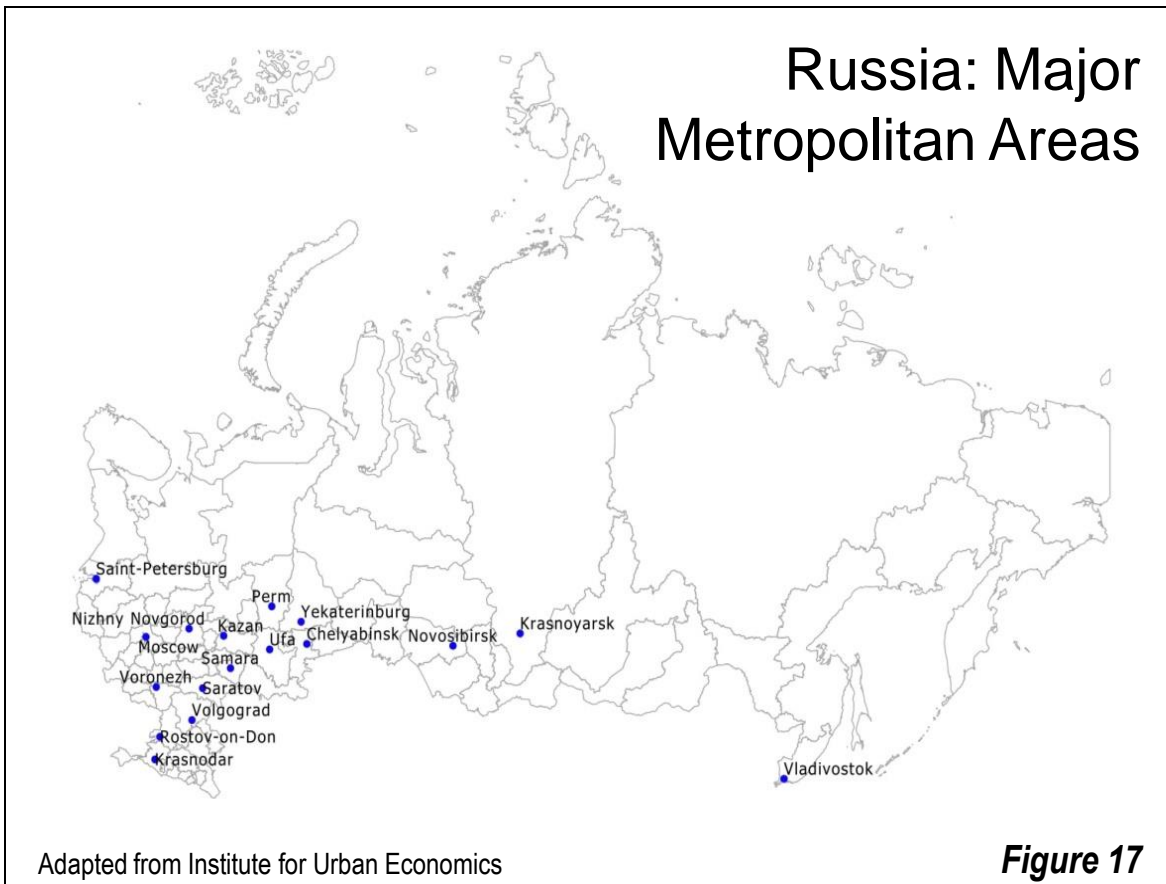 Russia: Major
Metropolitan Areas
Saint-Petersburg
Perm
Nizhny Novgorod
Kazan
Yekaterinburg
Krasnoyarsk
Moscow
Ufa
Chelyabinsk
Novosibirsk
Samara
Voronezh
Saratov
Volgograd
Rostov-on-Don
Krasnodar
Vladivostok
Adapted from Institute for Urban Economics
Figure 17